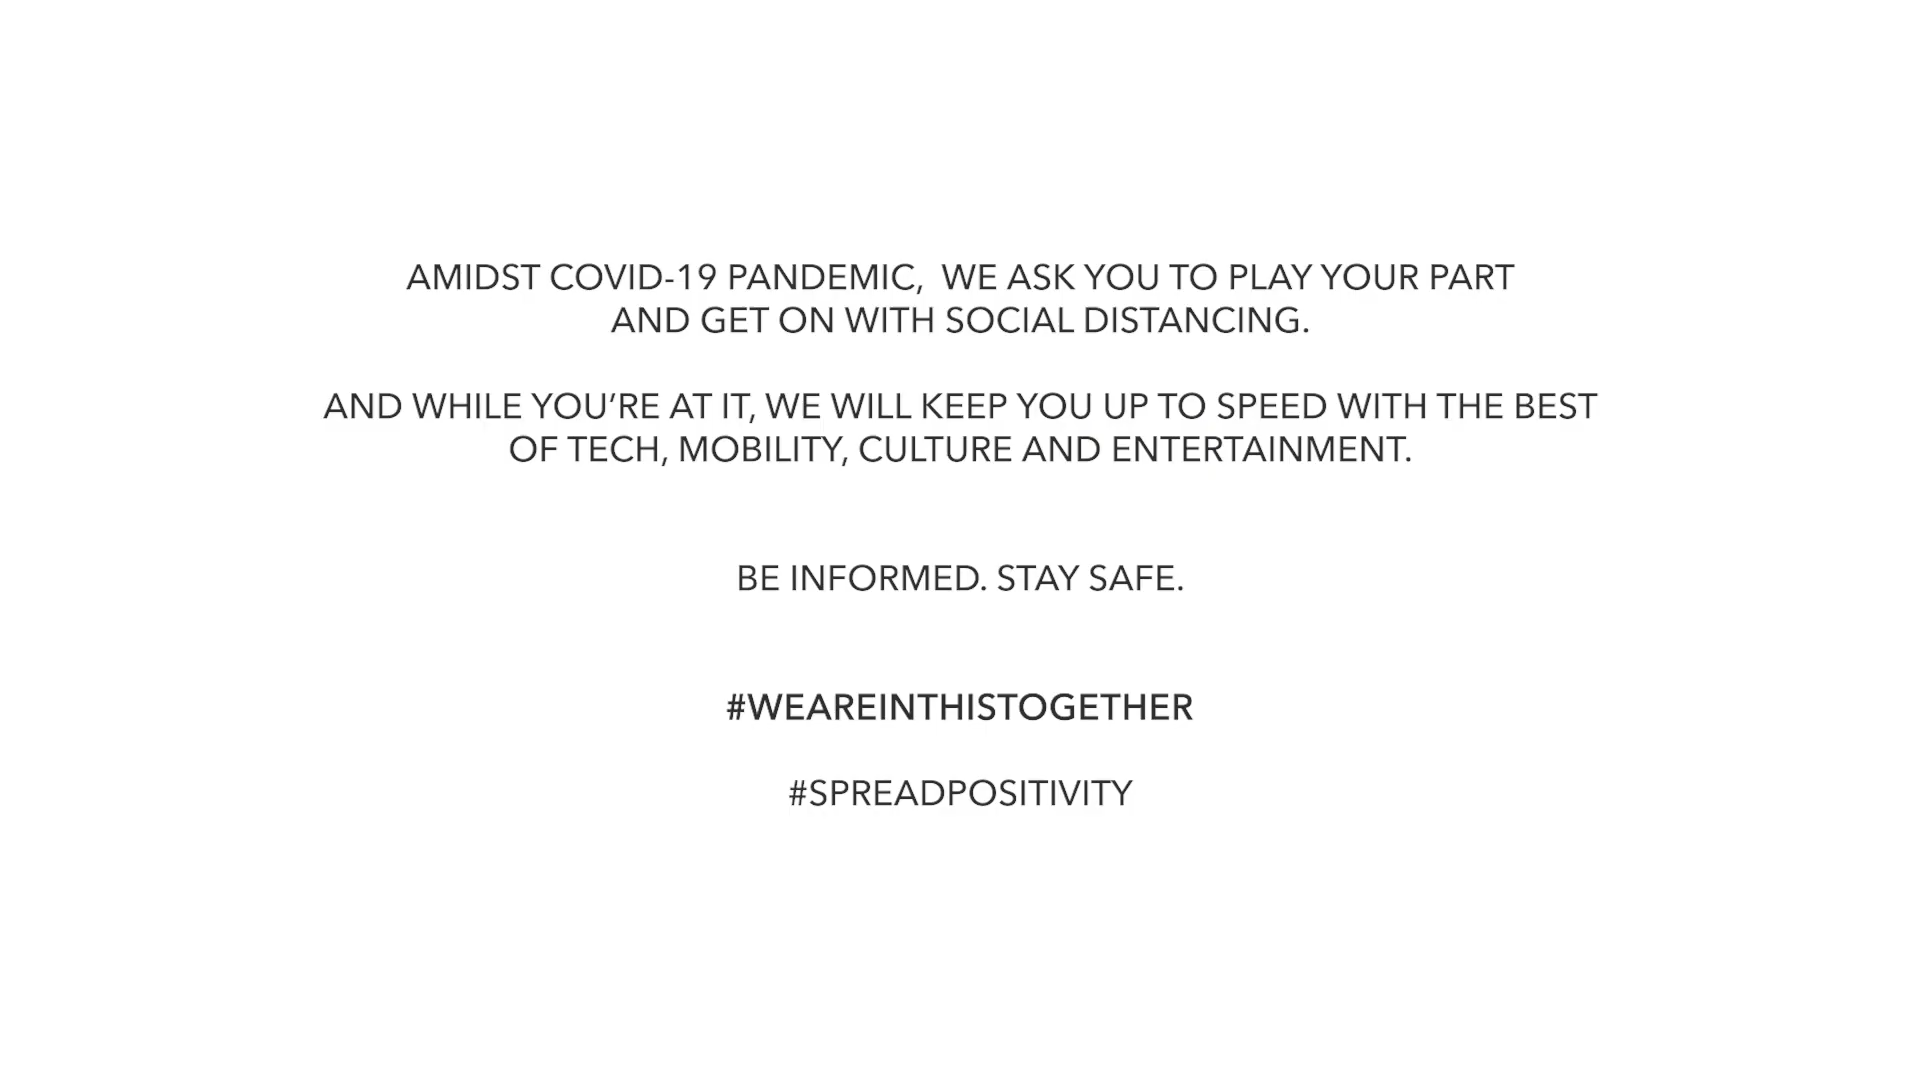 AMIDST COVID-19 PANDEMIC,  WE ASK YOU TO PLAY YOUR PART
AND GET ON WITH SOCIAL DISTANCING.
AND WHILE YOU’RE AT IT, WE WILL KEEP YOU UP TO SPEED WITH THE BEST
OF TECH, MOBILITY, CULTURE AND ENTERTAINMENT.
BE INFORMED. STAY SAFE.
#WEAREINTHISTOGETHER
#SPREADPOSITIVITY